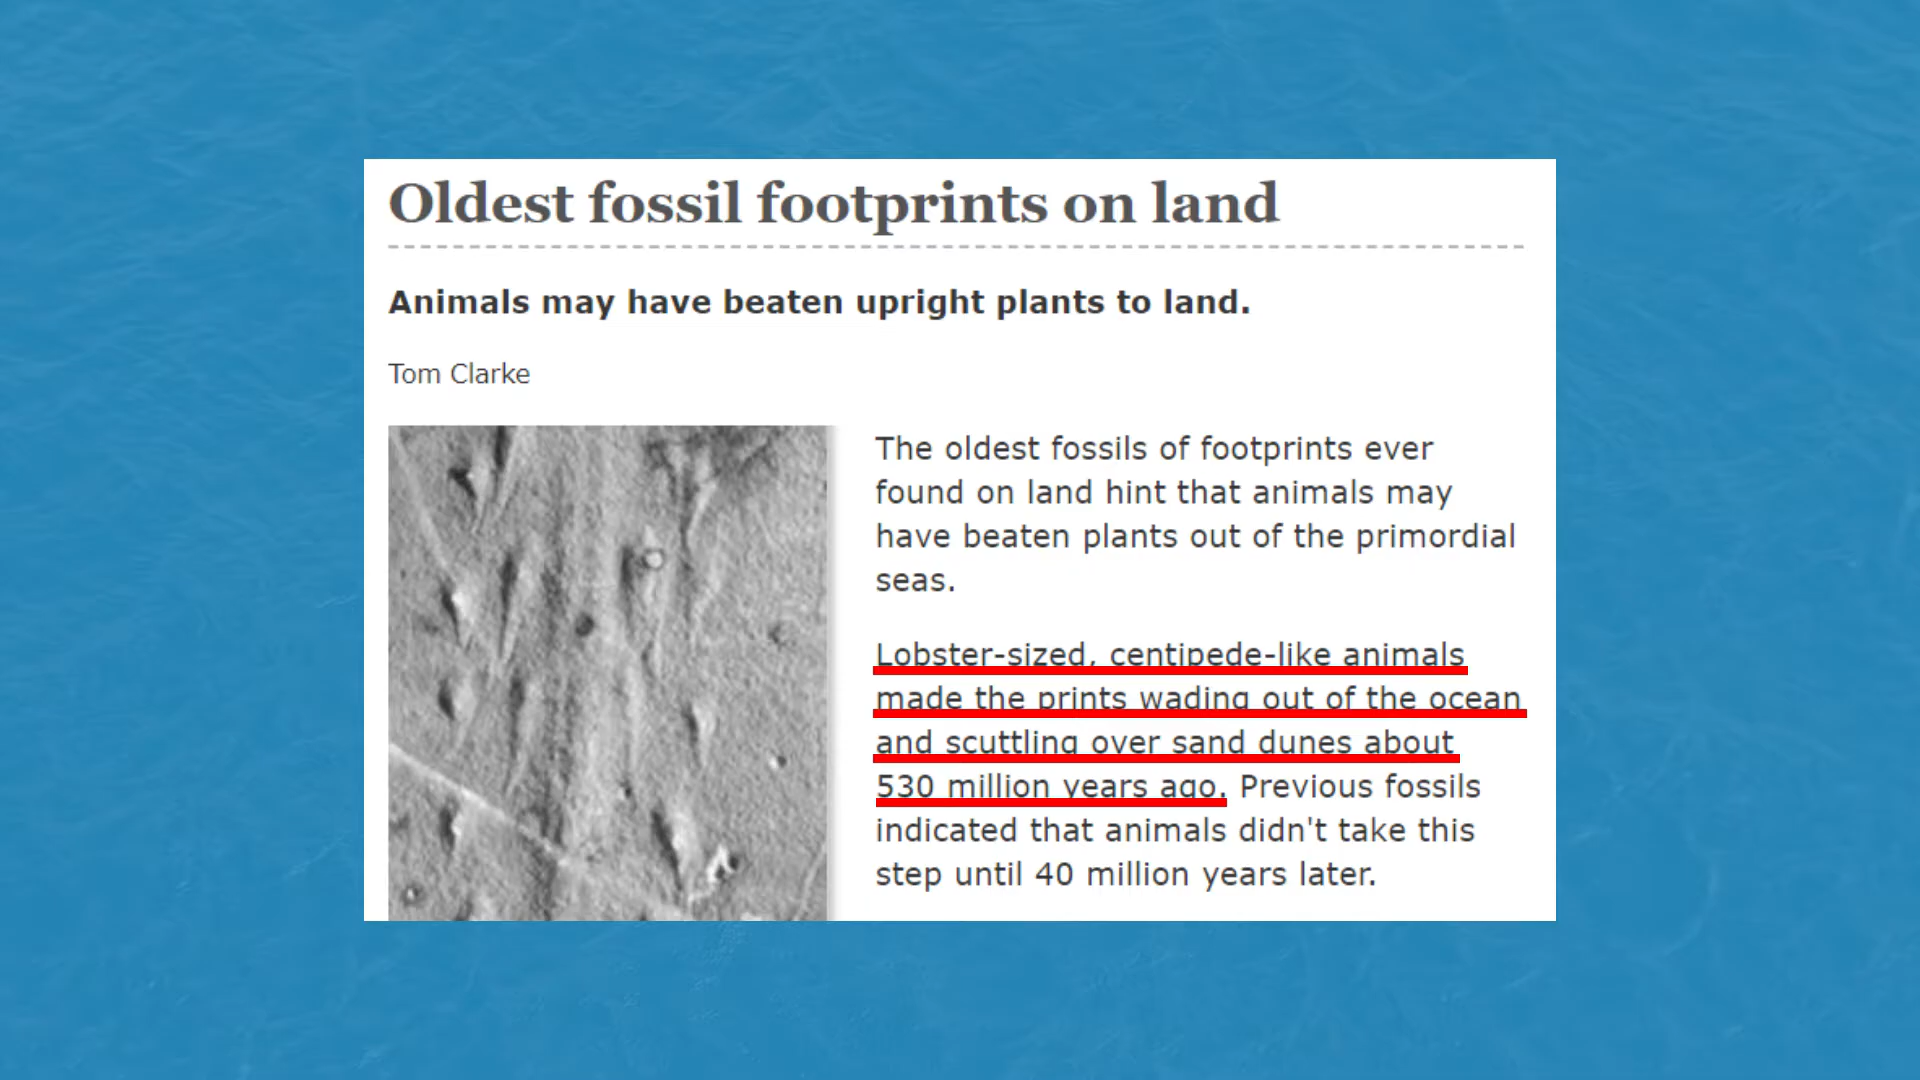 Oldest fossil footprints on land
Animals may have beaten upright plants to land.
Tom Clarke
The oldest fossils of footprints ever
found on land hint that animals may
have beaten plants out of the primordial
seas.
Lobster-sized, centipede-like animals
made the prints wading out of the ocean
and scuttling over sand dunes about
530 million years ago. Previous fossils
indicated that animals didn't take this
step until 40 million years later.